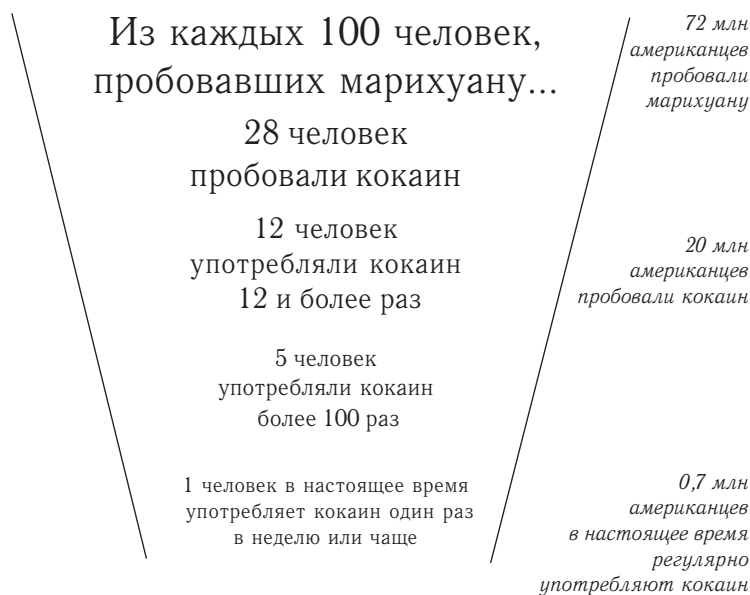 Из каждых 100 человек,
пробовавших марихуану...
28 человек
пробовали кокаин
12 человек
употребляли кокаин
12 и более раз
5 человек
употребляли кокаин
более 100 раз
1 человек в настоящее время
употребляет кокаин один раз
в неделю или чаще
72 млн
американцев
пробовали
марихуану
20 млн
американцев
пробовали кокаин
0,7 млн
американцев
в настоящее время
регулярно
употребляют кокаин